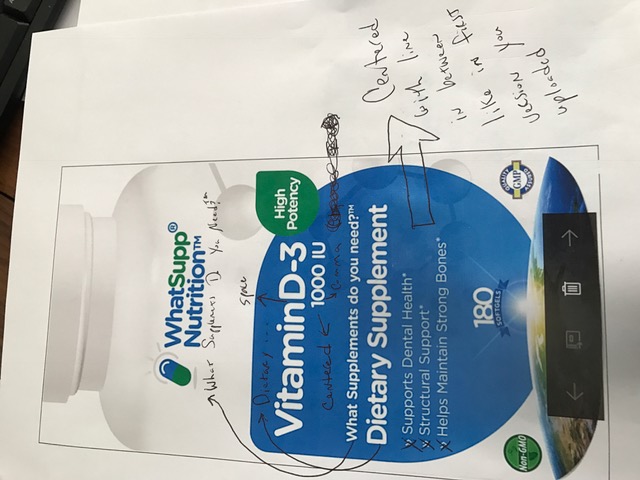 Centered
with line
in between
like in first
version you
uploaded
WhatSupp®
Nutrition™
What Supplements Do You Need?™
High
Potency
space
Dietary
VitaminD-3
1000 IU
Centered
What Supplements do you need?™
Dietary Supplement
x Supports Dental Health*
x Structural Support*
x Helps Maintain Strong Bones*
180
SOFTGELS
QUALITY
GMP
Non-GMO